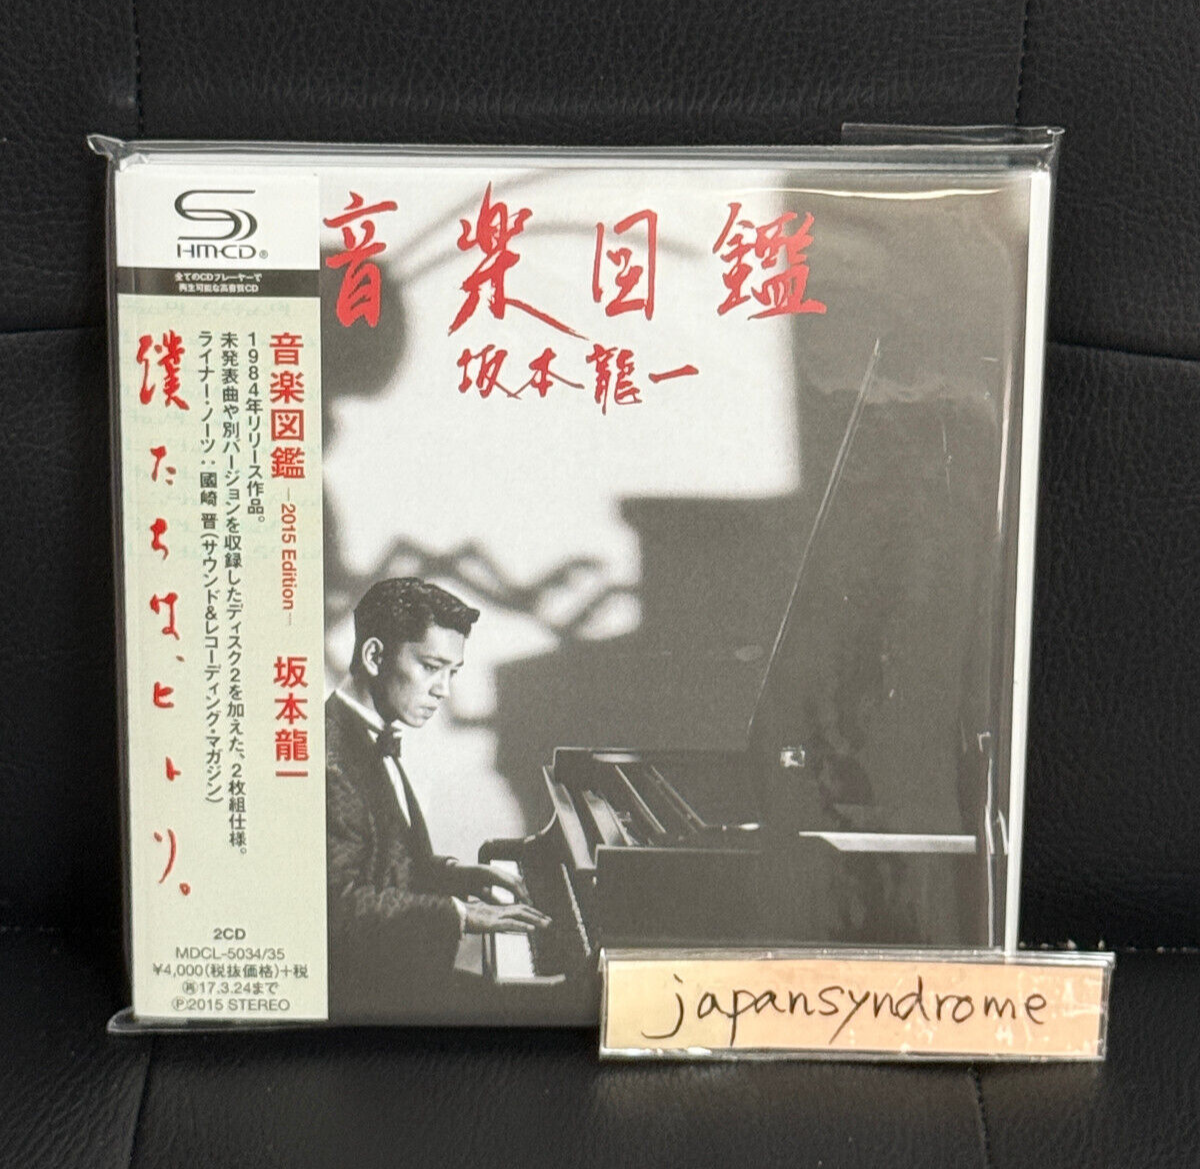 SHM-CD®
全てのCDプレーヤーで
再生可能な高音質CD
音楽図鑑 −2015 Edition− 坂本龍一
1984年リリース作品。
未発表曲や別バージョンを収録したディスク2を加えた、2枚組仕様。
ライナー・ノーツ:國崎 晋(サウンド&レコーディング・マガジン)
僕たちは、ヒトリ。
2CD
MDCL-5034/35
¥4,000(税抜価格)+税
㋬17.3.24まで
Ⓟ2015 STEREO
音楽図鑑
坂本龍一
japansyndrome